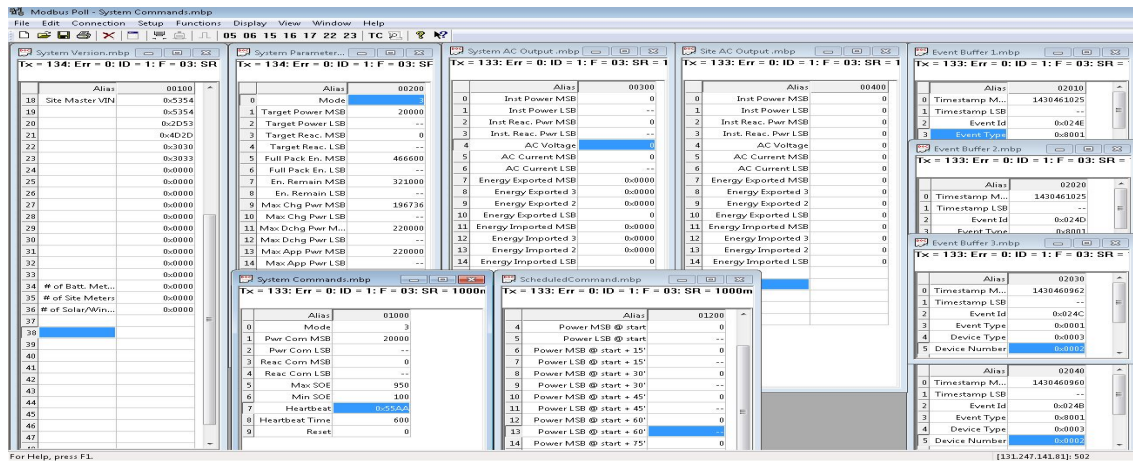 Modbus Poll - System Commands.mbp
File Edit Connection Setup Functions Display View Window Help
05 06 15 16 17 22 23 TC
System Version.mbp
Tx = 134: Err = 0: ID = 1: F = 03: SR
Alias 00100
18 Site Master VIN 0x5354
19 0x5354
20 0x2D53
21 0x4D2D
22 0x3030
23 0x3033
24 0x0000
25 0x0000
26 0x0000
27 0x0000
28 0x0000
29 0x0000
30 0x0000
31 0x0000
32 0x0000
33 0x0000
34 # of Batt. Met... 0x0000
35 # of Site Meters 0x0000
36 # of Solar/Win... 0x0000
37
38
39
40
41
42
43
44
45
46
47
System Parameter...
Tx = 134: Err = 0: ID = 1: F = 03: SF
Alias 00200
0 Mode 3
1 Target Power MSB 20000
2 Target Power LSB --
3 Target Reac. MSB 0
4 Target Reac. LSB --
5 Full Pack En. MSB 466600
6 Full Pack En. LSB --
7 En. Remain MSB 321000
8 En. Remain LSB --
9 Max Chg Pwr MSB 196736
10 Max Chg Pwr LSB --
11 Max Dchg Pwr M... 220000
12 Max Dchg Pwr LSB --
13 Max App Pwr MSB 220000
14 Max App Pwr LSB --
System AC Output .mbp
Tx = 133: Err = 0: ID = 1: F = 03: SR = 1
Alias 00300
0 Inst Power MSB 0
1 Inst Power LSB --
2 Inst Reac. Pwr MSB 0
3 Inst. Reac. Pwr LSB --
4 AC Voltage 0
5 AC Current MSB 0
6 AC Current LSB --
7 Energy Exported MSB 0x0000
8 Energy Exported 3 0x0000
9 Energy Exported 2 0x0000
10 Energy Exported LSB 0
11 Energy Imported MSB 0x0000
12 Energy Imported 3 0x0000
13 Energy Imported 2 0x0000
14 Energy Imported LSB 0
Site AC Output .mbp
Tx = 133: Err = 0: ID = 1: F = 03: SR = 1
Alias 00400
0 Inst Power MSB 0
1 Inst Power LSB --
2 Inst Reac. Pwr MSB 0
3 Inst. Reac. Pwr LSB --
4 AC Voltage 0
5 AC Current MSB 0
6 AC Current LSB 0
7 Energy Exported MSB 0
8 Energy Exported 3 0
9 Energy Exported 2 0
10 Energy Exported LSB 0
11 Energy Imported MSB 0
12 Energy Imported 3 0
13 Energy Imported 2 0
14 Energy Imported LSB 0
Event Buffer 1.mbp
Tx = 133: Err = 0: ID = 1: F = 03: SR =
Alias 02010
0 Timestamp M... 1430461025
1 Timestamp LSB --
2 Event Id 0x024E
3 Event Type 0x8001
Event Buffer 2.mbp
Tx = 133: Err = 0: ID = 1: F = 03: SR =
Alias 02020
0 Timestamp M... 1430461025
1 Timestamp LSB --
2 Event Id 0x024D
3 Event Type 0x8001
Event Buffer 3.mbp
Tx = 133: Err = 0: ID = 1: F = 03: SR =
Alias 02030
0 Timestamp M... 1430460962
1 Timestamp LSB --
2 Event Id 0x024C
3 Event Type 0x0001
4 Device Type 0x0003
5 Device Number 0x0002
Alias 02040
0 Timestamp M... 1430460960
1 Timestamp LSB --
2 Event Id 0x024B
3 Event Type 0x8001
4 Device Type 0x0003
5 Device Number 0x0002
System Commands.mbp
Tx = 133: Err = 0: ID = 1: F = 03: SR = 1000m
Alias 01000
0 Mode 3
1 Pwr Com MSB 20000
2 Pwr Com LSB --
3 Reac Com MSB 0
4 Reac Com LSB --
5 Max SOE 950
6 Min SOE 100
7 Heartbeat 0x55AA
8 Heartbeat Time 600
9 Reset 0
ScheduledCommand.mbp
Tx = 133: Err = 0: ID = 1: F = 03: SR = 1000m
Alias 01200
4 Power MSB @ start 0
5 Power LSB @ start --
6 Power MSB @ start + 15' 0
7 Power LSB @ start + 15' --
8 Power MSB @ start + 30' 0
9 Power LSB @ start + 30' --
10 Power MSB @ start + 45' 0
11 Power LSB @ start + 45' --
12 Power MSB @ start + 60' 0
13 Power LSB @ start + 60' --
14 Power MSB @ start + 75' 0
For Help, press F1.
[131.247.141.81]: 502